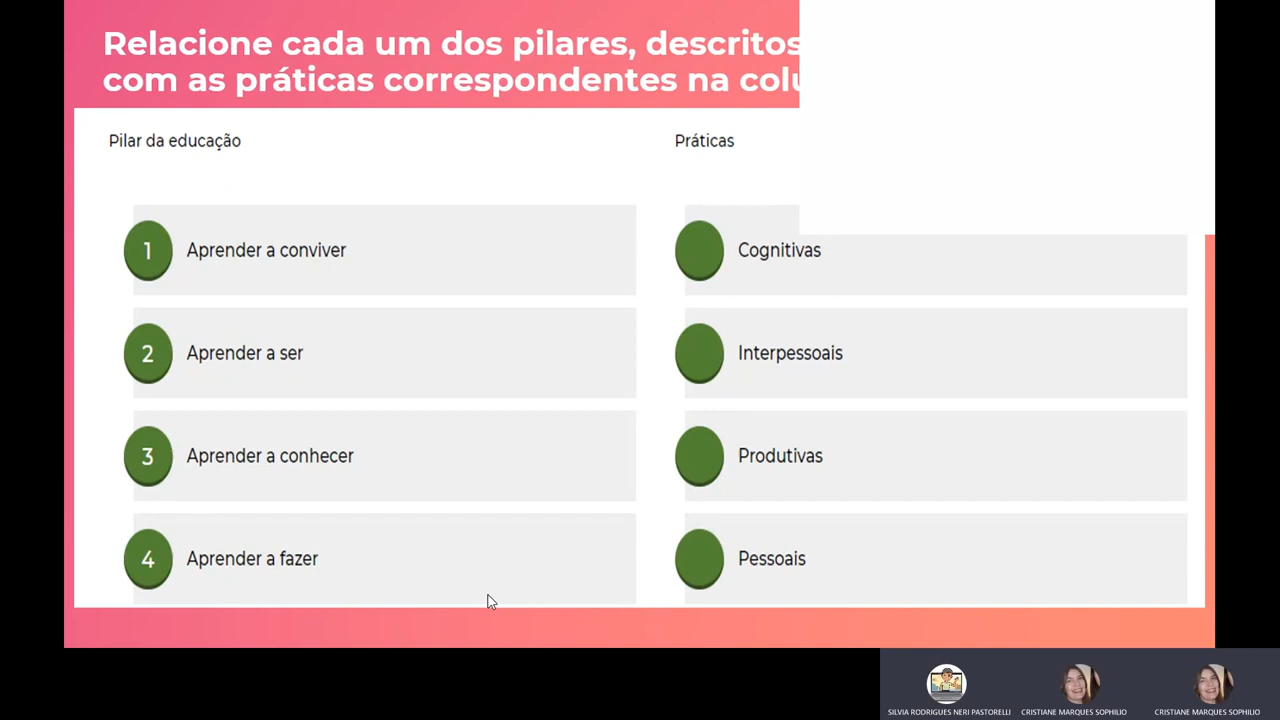 Relacione cada um dos pilares, descritos
com as práticas correspondentes na
Pilar da educação
Práticas
1 Aprender a conviver
Cognitivas
2 Aprender a ser
Interpessoais
3 Aprender a conhecer
Produtivas
4 Aprender a fazer
Pessoais
SILVIA RODRIGUES NERI PASTORELLI
CRISTIANE MARQUES SOPHILIO
CRISTIANE MARQUES SOPHILIO